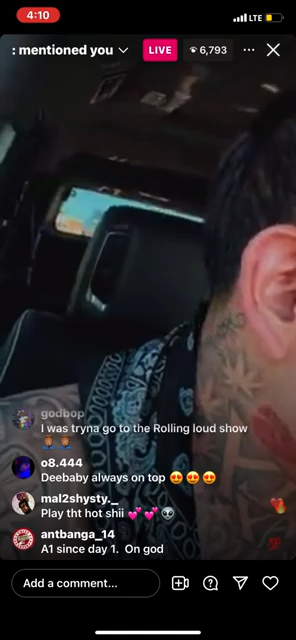 4:10
LTE
: mentioned you
LIVE
6,793
godbop
I was tryna go to the Rolling loud show
o8.444
Deebaby always on top 😍😍😍
mal2shysty._
Play tht hot shii 💕💕👽
antbanga_14
A1 since day 1. On god
Add a comment...